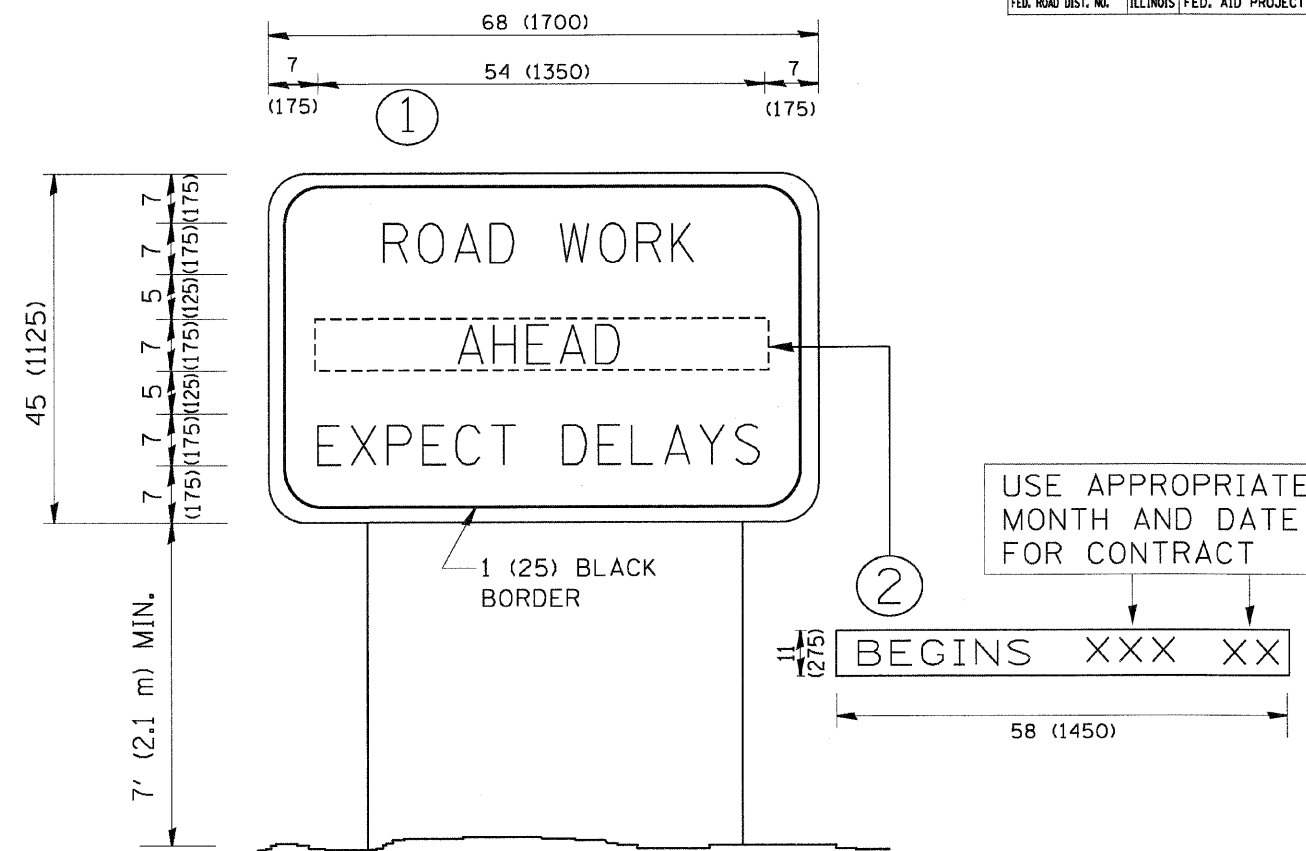 FED. ROAD DIST. NO. ILLINOIS FED. AID PROJECT
68 (1700)
7 54 (1350) 7
(175) (175)
1
45 (1125)
7 (175)
7 (175)
5 (125)
7 (175)
5 (125)
7 (175)
7 (175)
ROAD WORK
AHEAD
EXPECT DELAYS
1 (25) BLACK
BORDER
7' (2.1 m) MIN.
USE APPROPRIATE
MONTH AND DATE
FOR CONTRACT
2
11
(275)
BEGINS XXX XX
58 (1450)